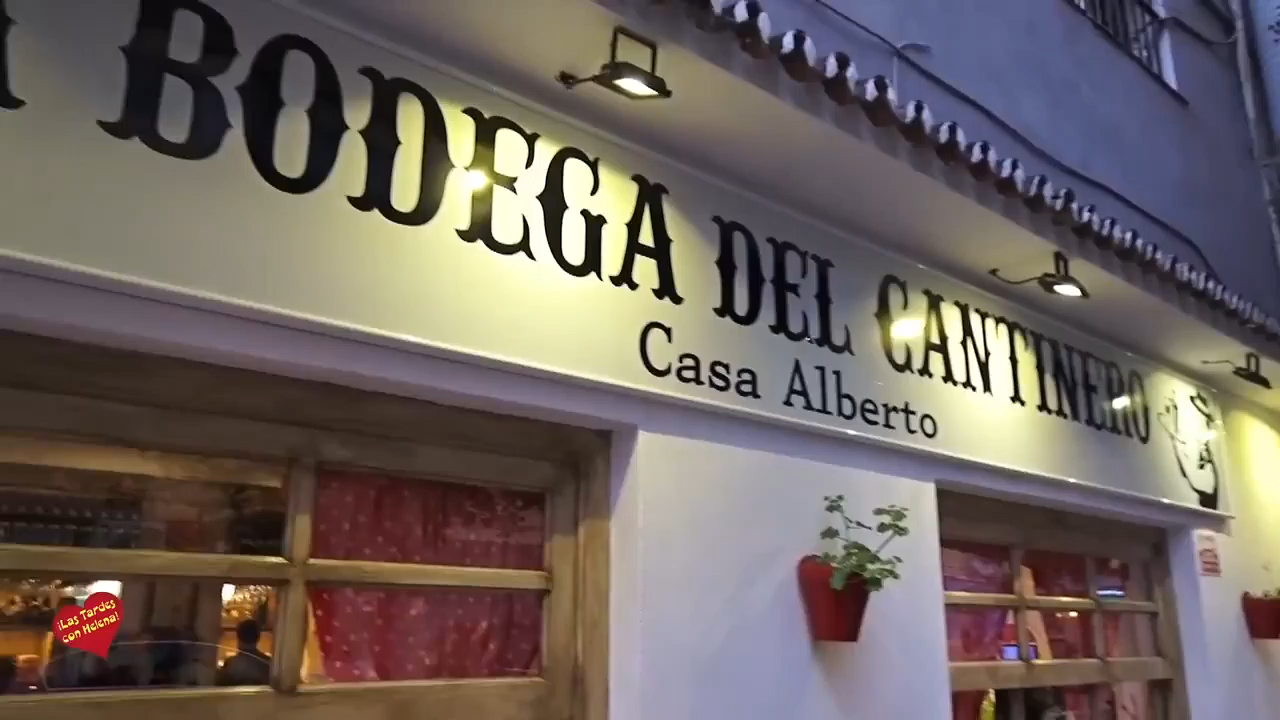 BODEGA DEL CANTINERO
Casa Alberto
¡Las Tardes
con Helena!